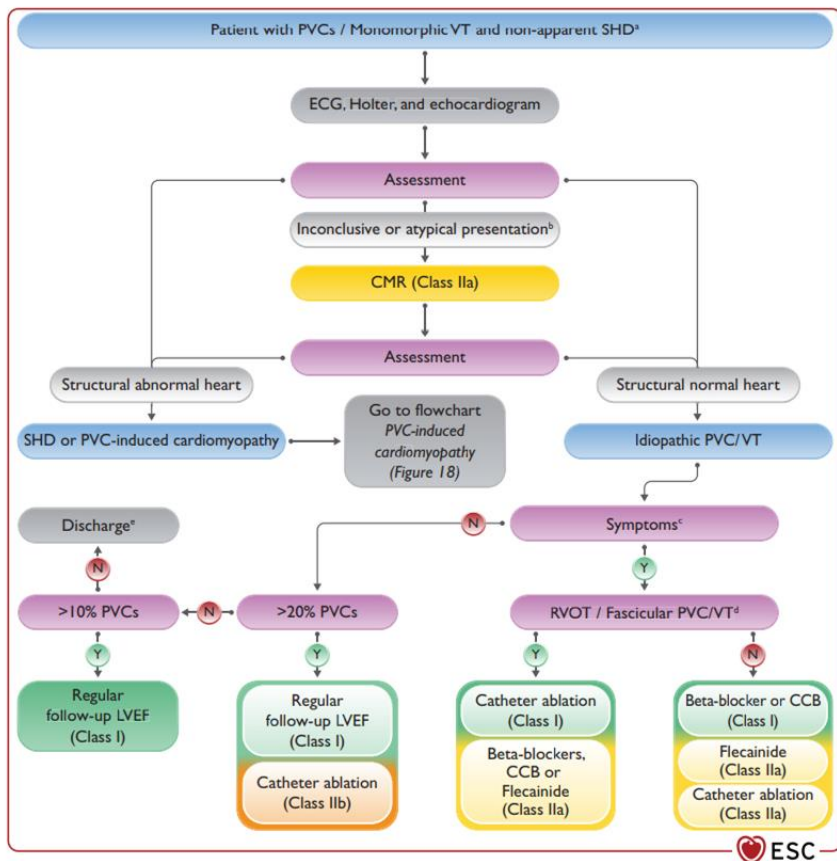 Patient with PVCs / Monomorphic VT and non-apparent SHDᵃ
ECG, Holter, and echocardiogram
Assessment
Inconclusive or atypical presentationᵇ
CMR (Class IIa)
Assessment
Structural abnormal heart
Structural normal heart
SHD or PVC-induced cardiomyopathy
Go to flowchart
PVC-induced
cardiomyopathy
(Figure 18)
Idiopathic PVC/VT
Dischargeᵉ
N
Symptomsᶜ
N
Y
>10% PVCs
N
>20% PVCs
RVOT / Fascicular PVC/VTᵈ
Y
Y
Y
N
Regular
follow-up LVEF
(Class I)
Regular
follow-up LVEF
(Class I)
Catheter ablation
(Class IIb)
Catheter ablation
(Class I)
Beta-blockers,
CCB or
Flecainide
(Class IIa)
Beta-blocker or CCB
(Class I)
Flecainide
(Class IIa)
Catheter ablation
(Class IIa)
ESC